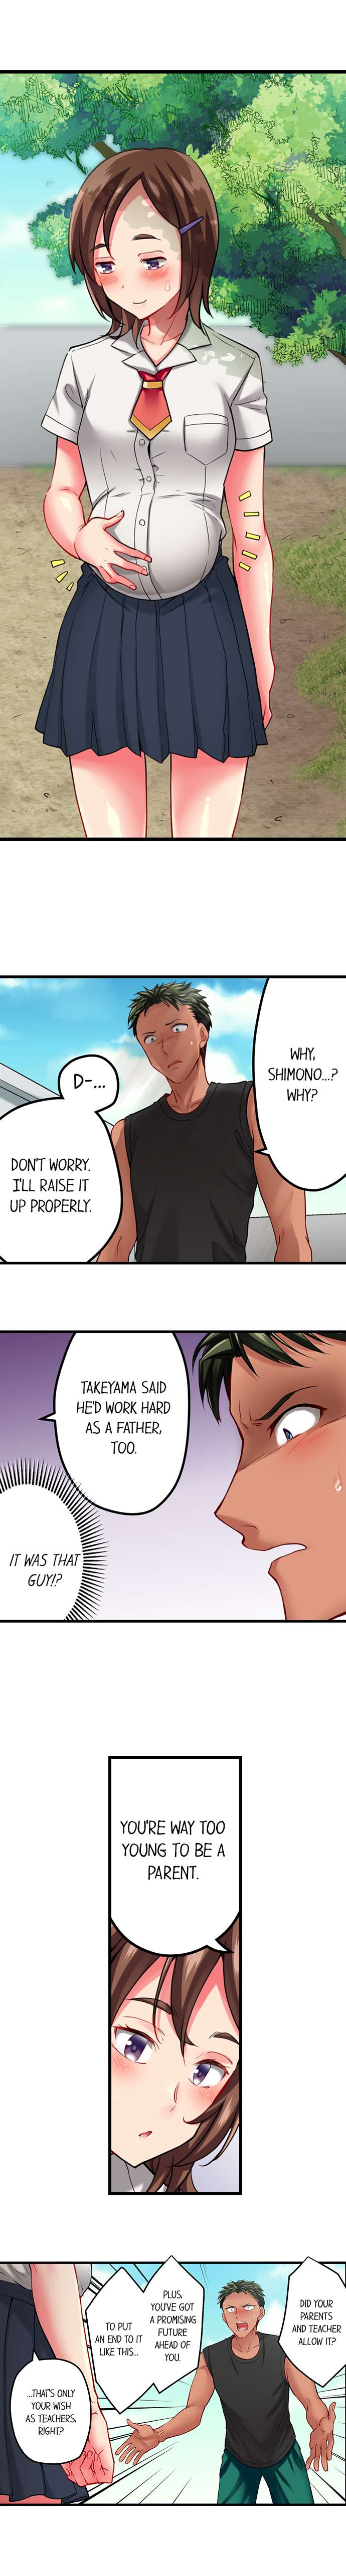 WHY,
SHIMONO...?
WHY?
D-...
DON'T WORRY.
I'LL RAISE IT
UP PROPERLY.
TAKEYAMA SAID
HE'D WORK HARD
AS A FATHER,
TOO.
IT WAS THAT
GUY!?
YOU'RE WAY TOO
YOUNG TO BE A
PARENT.
DID YOUR
PARENTS
AND TEACHER
ALLOW IT?
PLUS,
YOU'VE GOT
A PROMISING
FUTURE
AHEAD OF
YOU.
TO PUT
AN END TO IT
LIKE THIS...
...THAT'S ONLY
YOUR WISH
AS TEACHERS,
RIGHT?